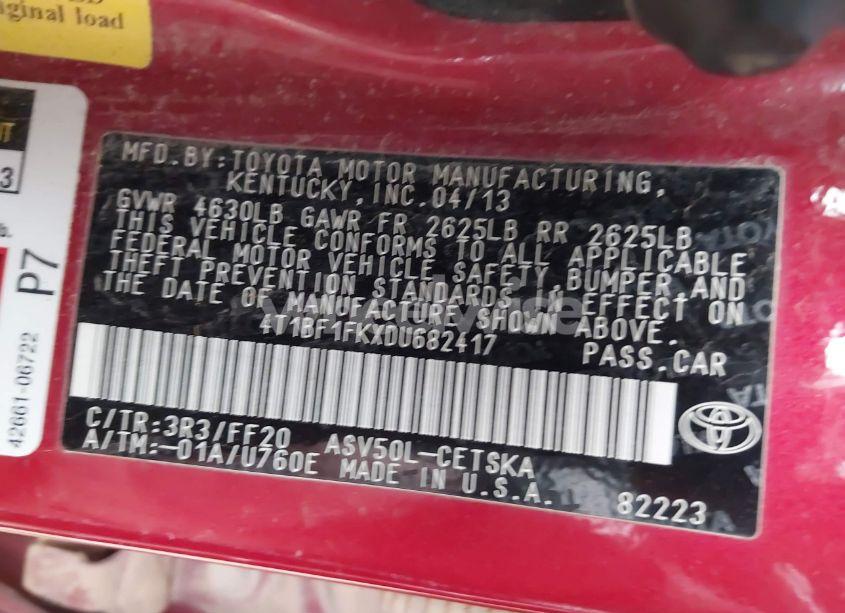 iginal load
3
P7
42661-06722
MFD.BY:TOYOTA MOTOR MANUFACTURING,
KENTUCKY,INC.04/13
GVWR 4630LB GAWR FR 2625LB RR 2625LB
THIS VEHICLE CONFORMS TO ALL APPLICABLE
FEDERAL MOTOR VEHICLE SAFETY,BUMPER AND
THEFT PREVENTION STANDARDS IN EFFECT ON
THE DATE OF MANUFACTURE SHOWN ABOVE.
4T1BF1FKXDU682417 PASS.CAR
C/TR:3R3/FF20 ASV50L-CETSKA
A/TM:-01A/U760E MADE IN U.S.A. 82223